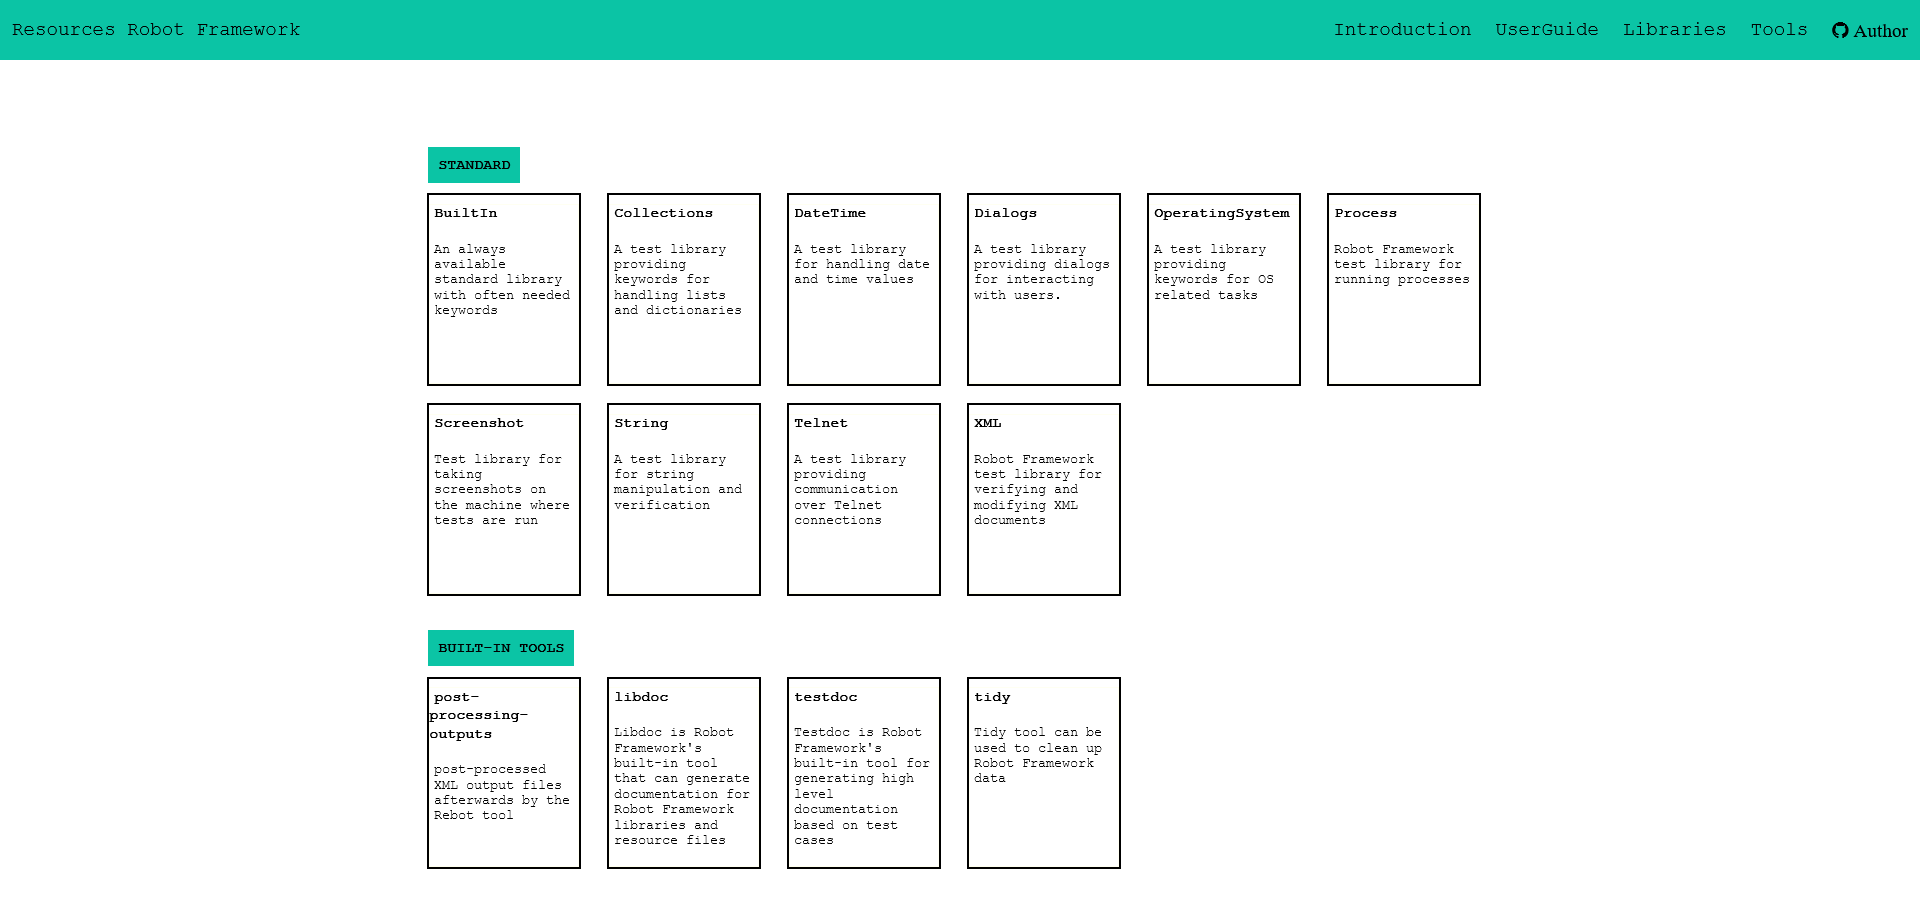 Resources Robot Framework
Introduction UserGuide Libraries Tools Author
STANDARD
BuiltIn
An always
available
standard library
with often needed
keywords
Collections
A test library
providing
keywords for
handling lists
and dictionaries
DateTime
A test library
for handling date
and time values
Dialogs
A test library
providing dialogs
for interacting
with users.
OperatingSystem
A test library
providing
keywords for OS
related tasks
Process
Robot Framework
test library for
running processes
Screenshot
Test library for
taking
screenshots on
the machine where
tests are run
String
A test library
for string
manipulation and
verification
Telnet
A test library
providing
communication
over Telnet
connections
XML
Robot Framework
test library for
verifying and
modifying XML
documents
BUILT-IN TOOLS
post-
processing-
outputs
post-processed
XML output files
afterwards by the
Rebot tool
libdoc
Libdoc is Robot
Framework's
built-in tool
that can generate
documentation for
Robot Framework
libraries and
resource files
testdoc
Testdoc is Robot
Framework's
built-in tool for
generating high
level
documentation
based on test
cases
tidy
Tidy tool can be
used to clean up
Robot Framework
data